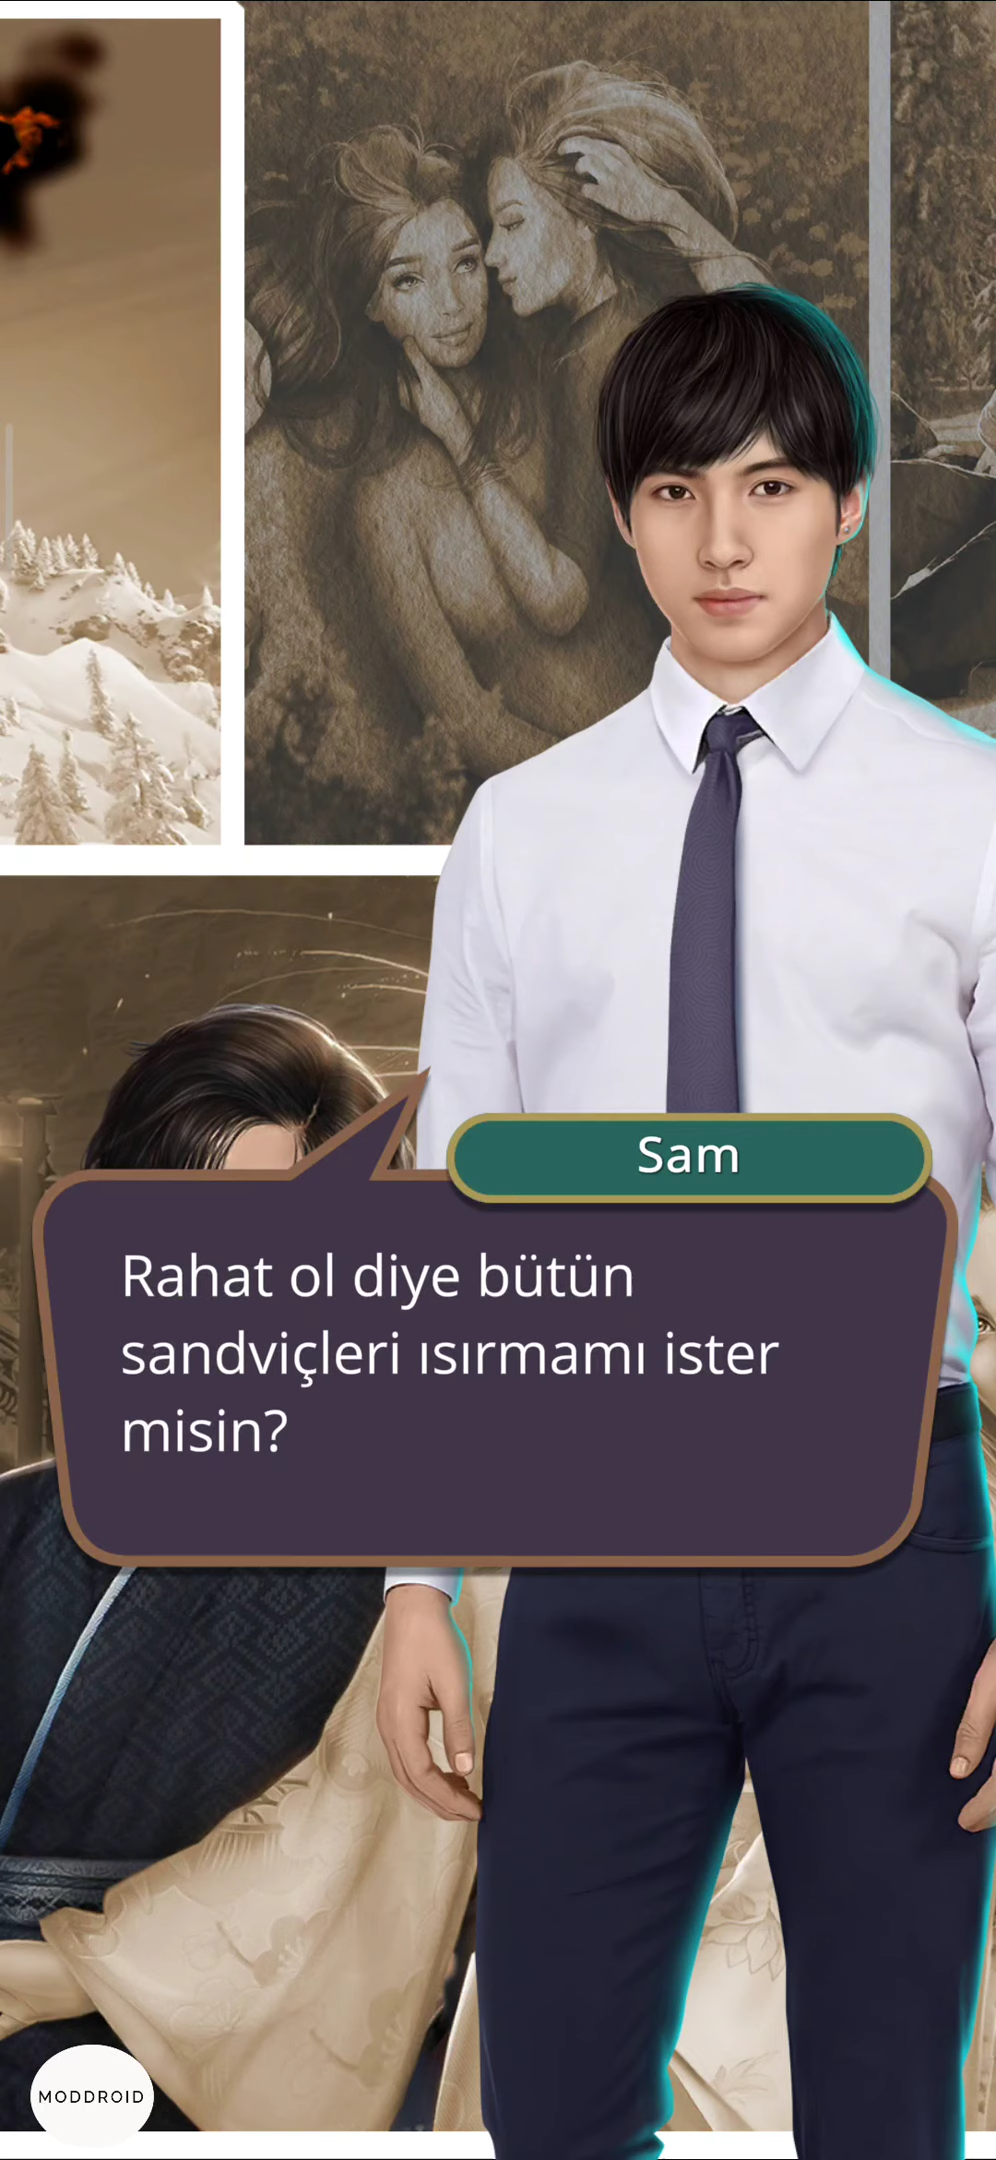 Sam
Rahat ol diye bütün
sandviçleri ısırmamı ister
misin?
MODDROID